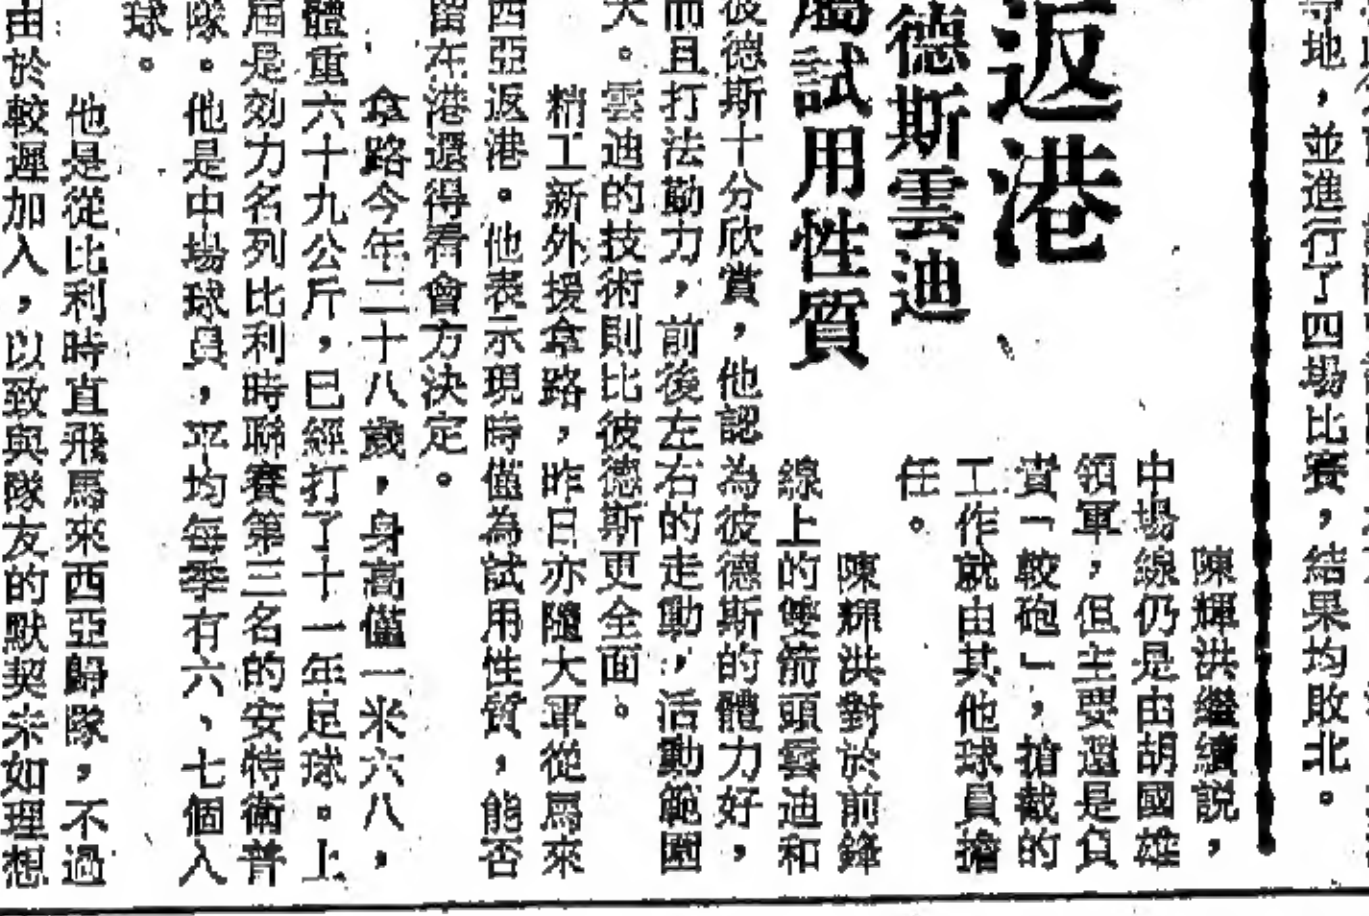 等地，並進行了四場比賽，結果均敗北。
返港
德斯雲迪
屬試用性質
陳輝洪繼續説，
中場線仍是由胡國雄
領軍，但主要還是負
責「較砲」，搶截的
工作就由其他球員擔
任。
陳輝洪對於前鋒
線上的雙箭頭雲迪和
彼德斯十分欣賞，他認為彼德斯的體力好，
而且打法勤力，前後左右的走動，活動範圍
大。雲迪的技術則比彼德斯更全面。
精工新外援拿路，昨日亦隨大軍從馬來
西亞返港。他表示現時僅為試用性質，能否
留在港還得看會方決定。
拿路今年二十八歲，身高僅一米六八，
體重六十九公斤，已經打了十一年足球。上
屆是効力名列比利時聯賽第三名的安特衛普
隊。他是中場球員，平均每季有六、七個入
球。
他是從比利時直飛馬來西亞歸隊，不過
由於較遲加入，以致與隊友的默契未如理想